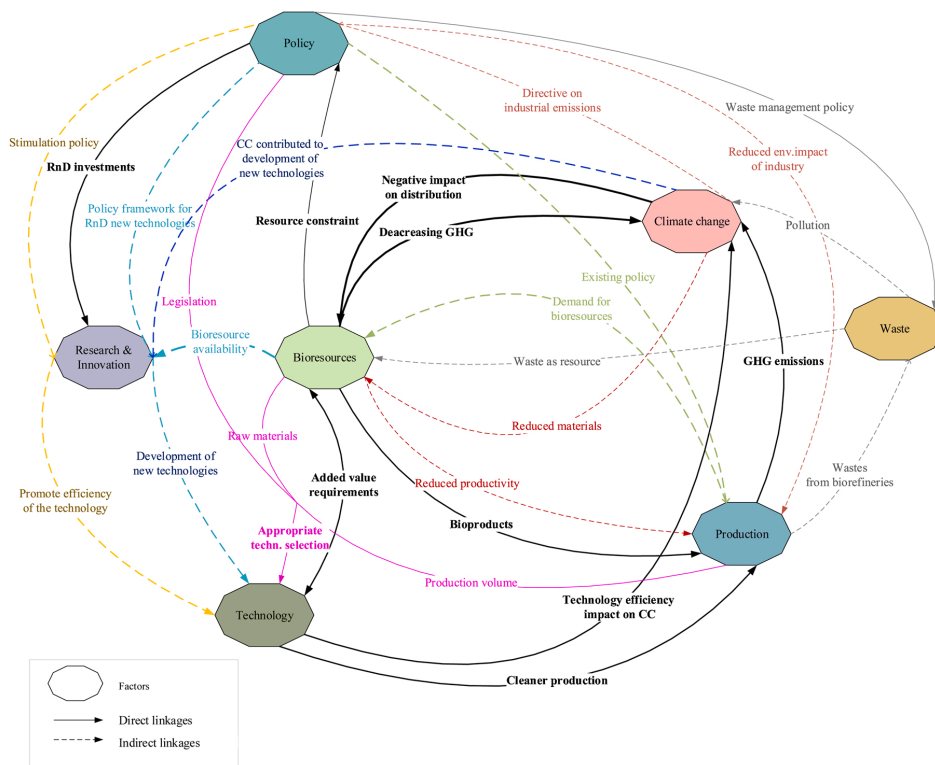 Policy
Directive on
industrial emissions
Waste management policy
Stimulation policy
CC contributed to
development of
new technologies
Reduced env.impact
of industry
RnD investments
Negative impact
on distribution
Policy framework for
RnD new technologies
Resource constraint
Deacreasing GHG
Climate change
Pollution
Existing policy
Legislation
Demand for
bioresources
Research &
Innovation
Bioresource
availability
Bioresources
Waste as resource
GHG emissions
Waste
Raw materials
Reduced materials
Development of
new technologies
Added value
requirements
Reduced productivity
Wastes
from biorefineries
Promote efficiency
of the technology
Appropriate
techn. selection
Bioproducts
Production
Production volume
Technology efficiency
impact on CC
Technology
Cleaner production
Factors
Direct linkages
Indirect linkages